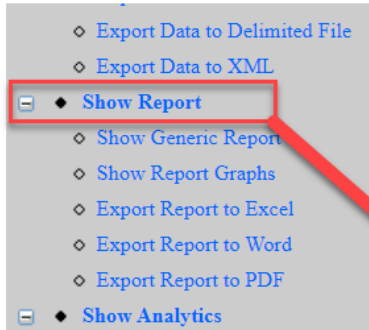 Export Data to Delimited File
Export Data to XML
Show Report
Show Generic Report
Show Report Graphs
Export Report to Excel
Export Report to Word
Export Report to PDF
Show Analytics